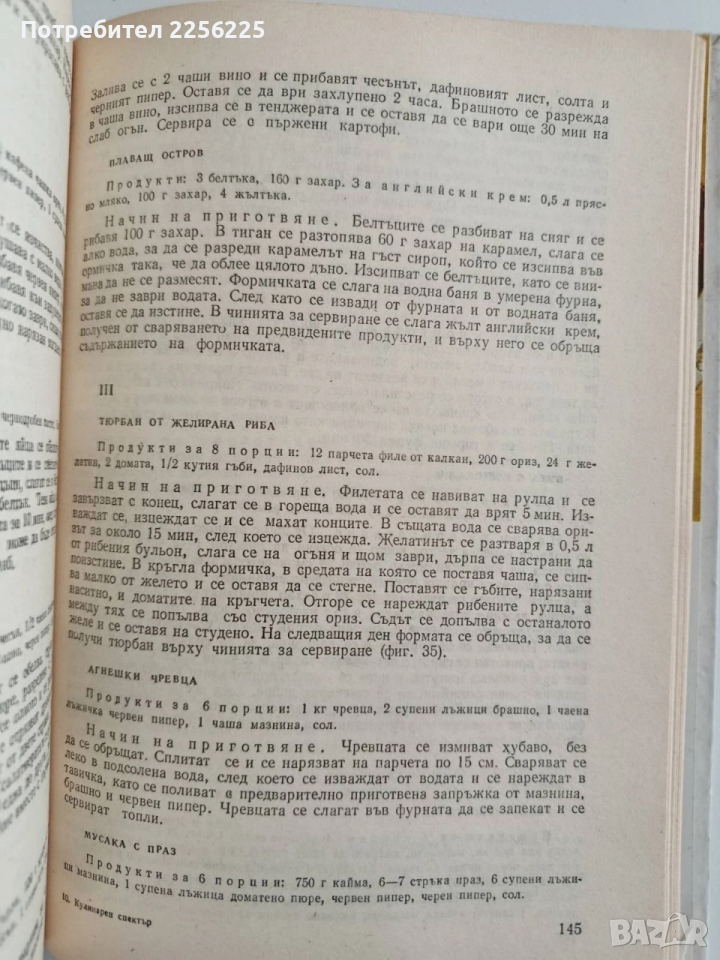 Потребител 2256225
Залива се с 2 чаши вино и се прибавят чесънът, дафиновият лист, солта и
черният пипер. Оставя се да ври захлупено 2 часа. Брашното се разрежда
в чаша вино, изсипва се в тенджерата и се оставя да се вари още 30 мин на
слаб огън. Сервира се с пържени картофи.
ПЛАВАЩ ОСТРОВ
Продукти: 3 белтъка, 160 г захар. За английски крем: 0,5 л пряс-
но мляко, 100 г захар, 4 жълтъка.
Начин на приготвяне. Белтъците се разбиват на сняг и се
прибавя 100 г захар. В тиган се разтопява 60 г захар на карамел, слага се
малко вода, за да се разреди карамелът на гъст сироп, който се изсипва във
формичка така, че да облее цялото дъно. Изсипват се белтъците, като се вни-
мава да не се размесят. Формичката се слага на водна баня в умерена фурна,
за да не заври водата. След като се извади от фурната и от водната баня,
оставя се да изстине. В чинията за сервиране се слага жълт английски крем,
получен от сваряването на предвидените продукти, и върху него се обръща
съдържанието на формичката.
III
ТЮРБАН ОТ ЖЕЛИРАНА РИБА
Продукти за 8 порции: 12 парчета филе от калкан, 200 г ориз, 24 г же-
латин, 2 домата, 1/2 кутия гъби, дафинов лист, сол.
Начин на приготвяне. Филетата се навиват на рулца и се
завързват с конец, слагат се в гореща вода и се оставят да врят 5 мин. Из-
важдат се, изцеждат се и се махат конците. В същата вода се сварява ори-
зът за около 15 мин, след което се изцежда. Желатинът се разтваря в 0,5 л
от рибения бульон, слага се на огъня и щом заври, дърпа се настрани да
поизстине. В кръгла формичка, в средата на която се поставя чаша, се сип-
ва малко от желето и се оставя да се стегне. Поставят се гъбите, нарязани
наситно, и доматите на кръгчета. Отгоре се нареждат рибените рулца, а
между тях се попълва със студения ориз. Съдът се допълва с останалото
желе и се оставя на студено. На следващия ден формата се обръща, за да се
получи тюрбан върху чинията за сервиране (фиг. 35).
АГНЕШКИ ЧРЕВЦА
Продукти за 6 порции: 1 кг чревца, 2 супени лъжици брашно, 1 чаена
лъжичка червен пипер, 1 чаша мазнина, сол.
Начин на приготвяне. Чревцата се измиват хубаво, без
да се обръщат. Сплитат се и се нарязват на парчета по 15 см. Сваряват се
леко в подсолена вода, след което се изваждат от водата и се нареждат в
тавичка, като се поливат с предварително приготвена запръжка от мазнина,
брашно и червен пипер. Чревцата се слагат във фурната да се запекат и се
сервират топли.
МУСАКА С ПРАЗ
Продукти за 6 порции: 750 г кайма, 6—7 стръка праз, 6 супени лъжи-
ци мазнина, 1 супена лъжица доматено пюре, червен пипер, черен пипер, сол.
10. Кулинарен спектър
145
BAZAR
.bg